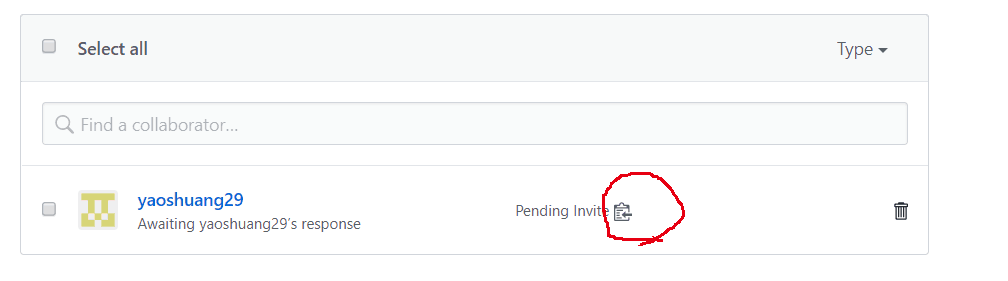 Select all
Type
Find a collaborator...
yaoshuang29
Awaiting yaoshuang29's response
Pending Invite